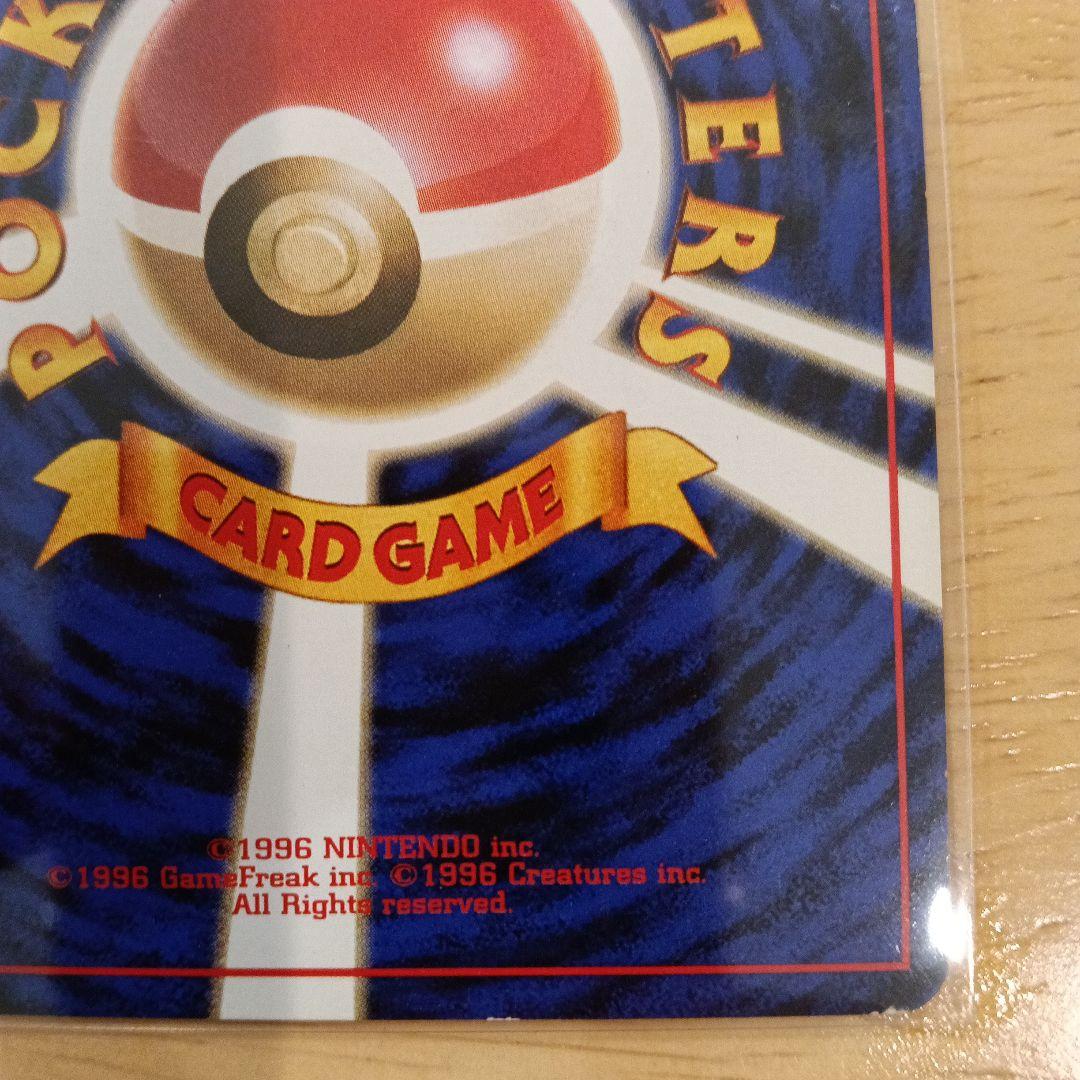 POCK
TERS
CARD GAME
©1996 NINTENDO inc.
©1996 GameFreak inc. ©1996 Creatures inc.
All Rights reserved.